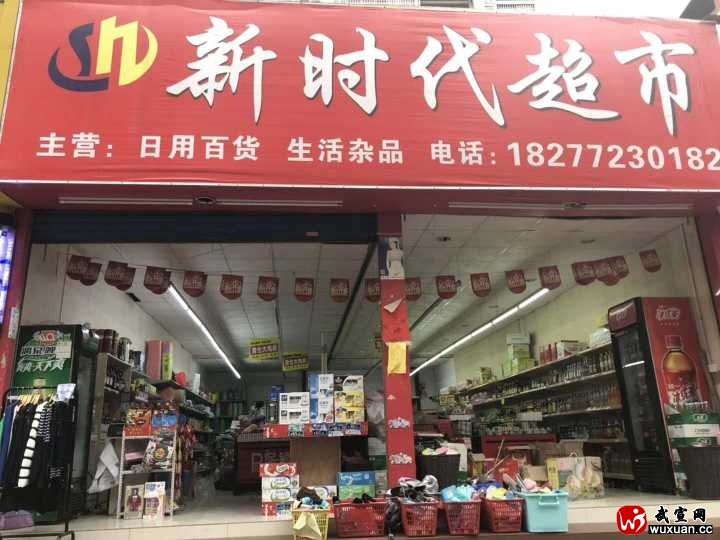 新时代超市
主营： 日用百货 生活杂品 电话：18277230182
武宣网
wuxuan.cc